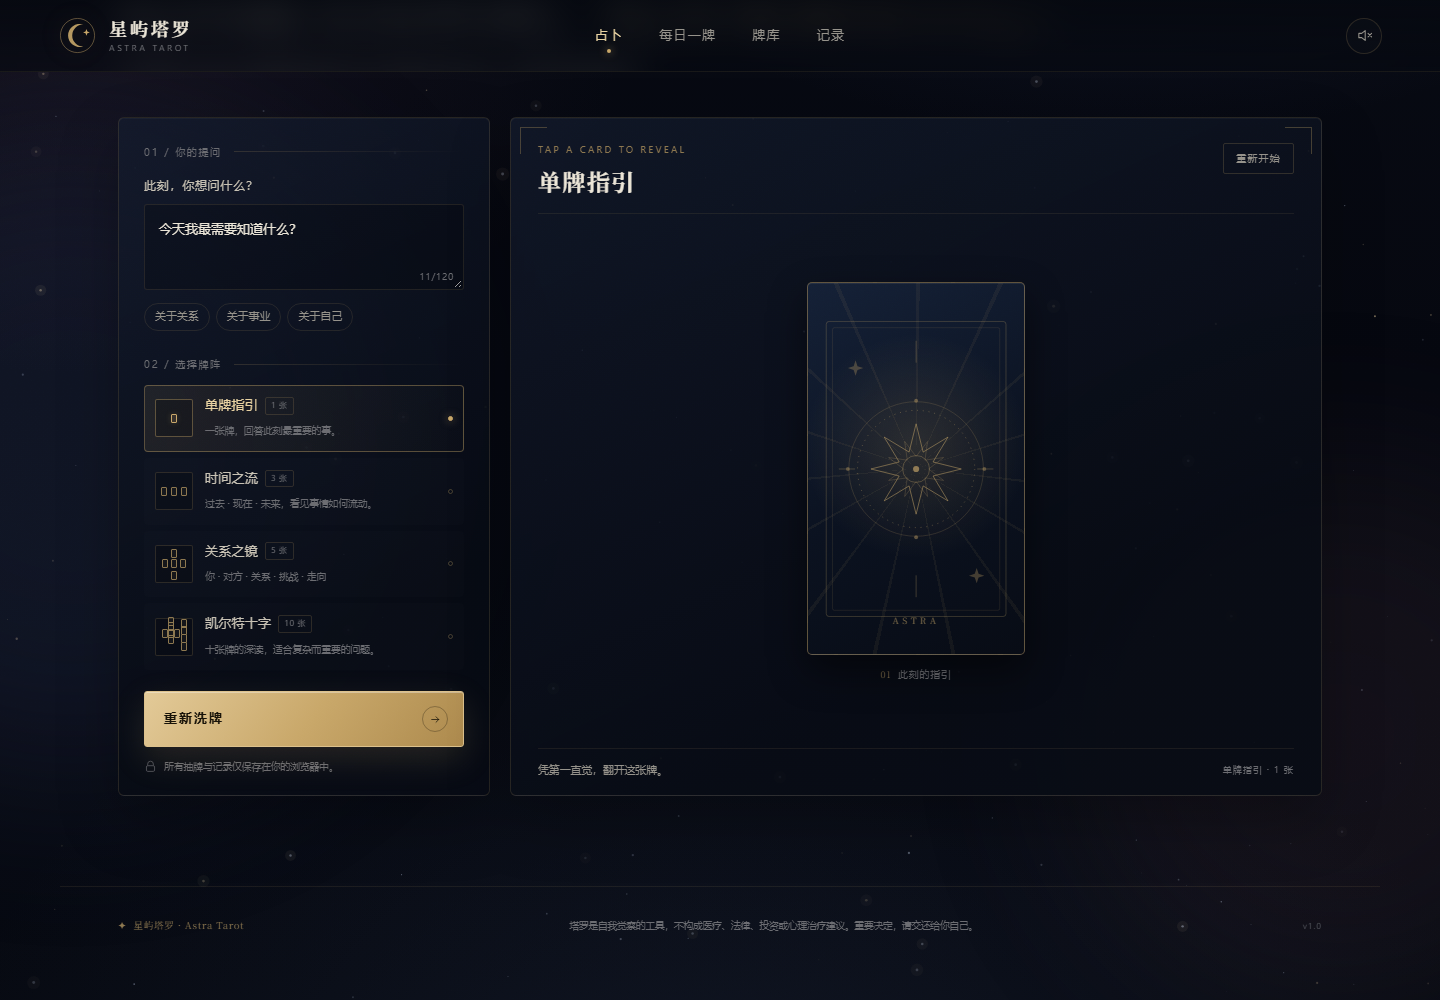 星屿塔罗
ASTRA TAROT
占卜
每日一牌
牌库
记录
01 / 你的提问
此刻，你想问什么？
今天我最需要知道什么？
11/120
关于关系
关于事业
关于自己
02 / 选择牌阵
单牌指引 1 张
一张牌，回答此刻最重要的事。
时间之流 3 张
过去 · 现在 · 未来，看见事情如何流动。
关系之镜 5 张
你 · 对方 · 关系 · 挑战 · 走向
凯尔特十字 10 张
十张牌的深读，适合复杂而重要的问题。
重新洗牌
所有抽牌与记录仅保存在你的浏览器中。
TAP A CARD TO REVEAL
单牌指引
重新开始
ASTRA
01 此刻的指引
凭第一直觉，翻开这张牌。
单牌指引 · 1 张
✦ 星屿塔罗 · Astra Tarot
塔罗是自我觉察的工具，不构成医疗、法律、投资或心理治疗建议。重要决定，请交还给你自己。
v1.0